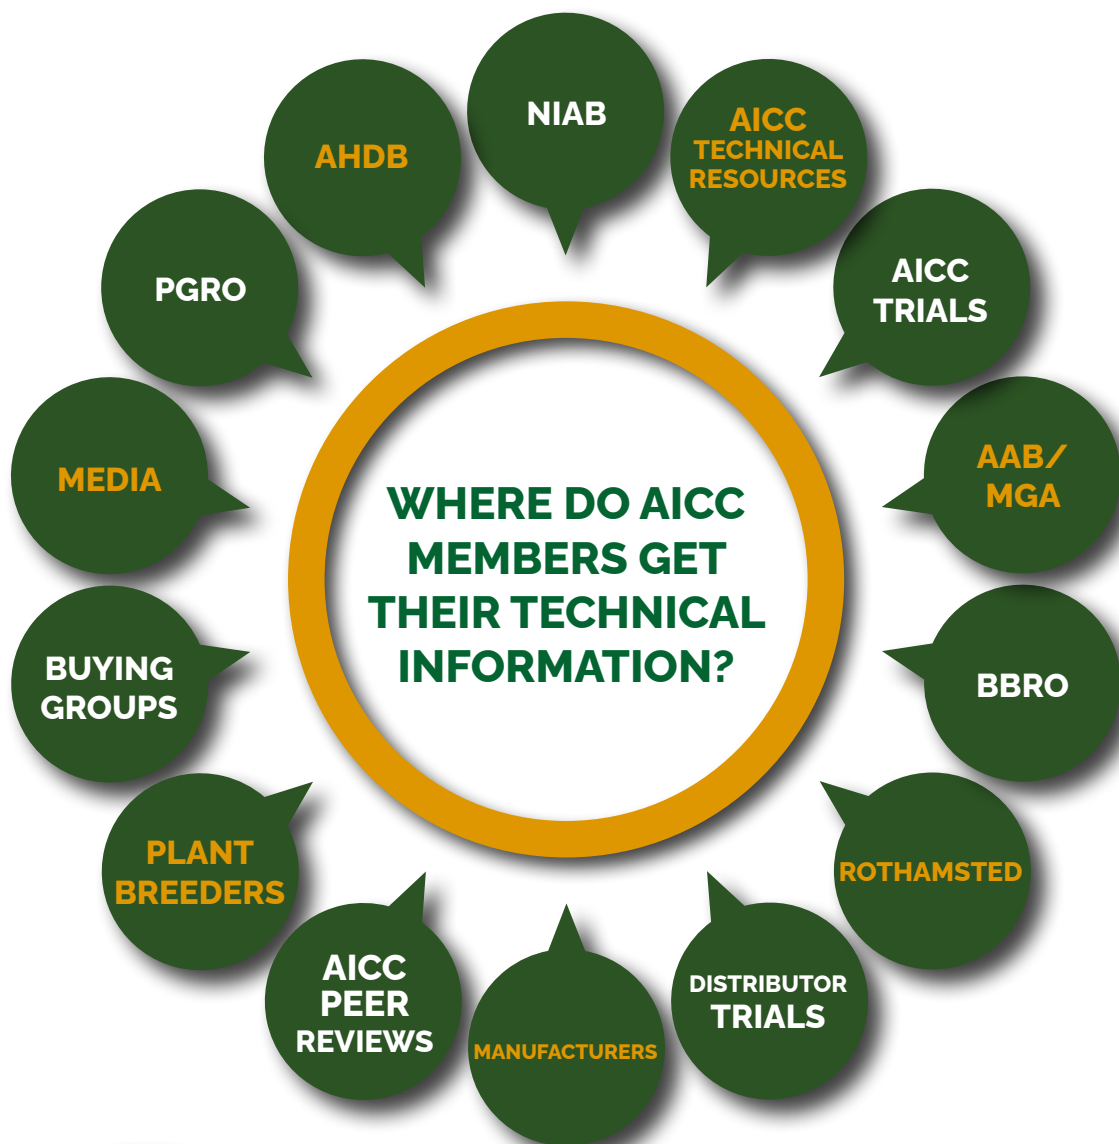 NIAB
AICC
TECHNICAL
RESOURCES
AICC
TRIALS
AAB/
MGA
BBRO
ROTHAMSTED
DISTRIBUTOR
TRIALS
MANUFACTURERS
AICC
PEER
REVIEWS
PLANT
BREEDERS
BUYING
GROUPS
MEDIA
PGRO
AHDB
WHERE DO AICC
MEMBERS GET
THEIR TECHNICAL
INFORMATION?